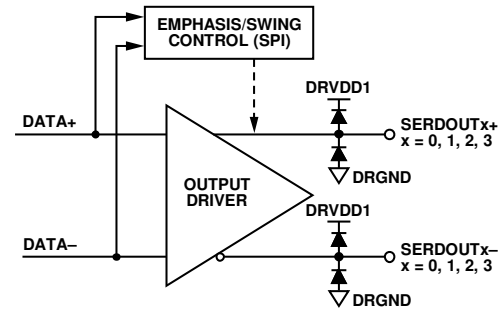 EMPHASIS/SWING
CONTROL (SPI)
DRVDD1
DATA+
SERDOUTx+
x = 0, 1, 2, 3
OUTPUT
DRIVER
DRGND
DRVDD1
DATA–
SERDOUTx–
x = 0, 1, 2, 3
DRGND